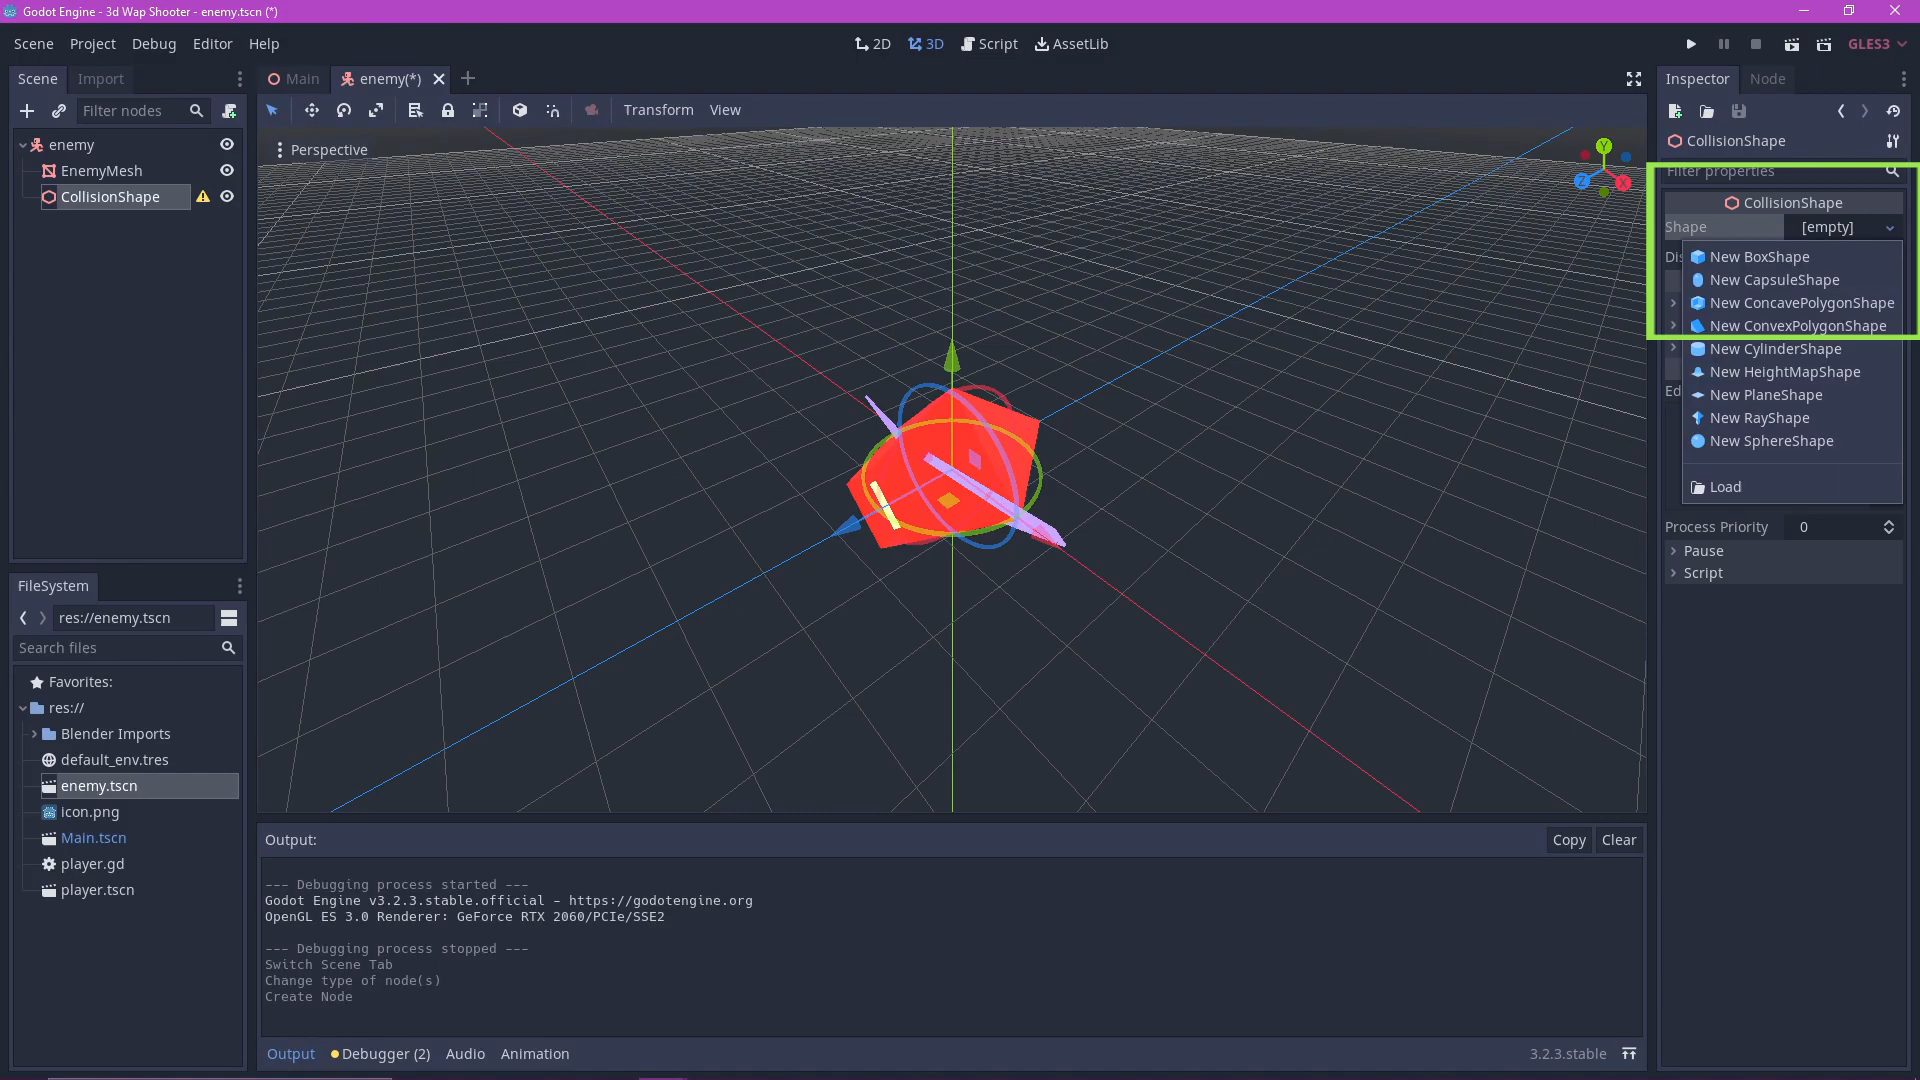 Godot Engine - 3d Wap Shooter - enemy.tscn (*)
Scene Project Debug Editor Help
2D 3D Script AssetLib
GLES3
Scene Import
Filter nodes
enemy
EnemyMesh
CollisionShape
Main enemy(*)
Transform View
Perspective
Y
Z
X
Inspector Node
CollisionShape
Filter properties
CollisionShape
Shape [empty]
Dis
New BoxShape
New CapsuleShape
New ConcavePolygonShape
New ConvexPolygonShape
New CylinderShape
New HeightMapShape
Ed
New PlaneShape
New RayShape
New SphereShape
Load
Process Priority 0
Pause
Script
FileSystem
res://enemy.tscn
Search files
Favorites:
res://
Blender Imports
default_env.tres
enemy.tscn
icon.png
Main.tscn
player.gd
player.tscn
Output:
Copy Clear
--- Debugging process started ---
Godot Engine v3.2.3.stable.official - https://godotengine.org
OpenGL ES 3.0 Renderer: GeForce RTX 2060/PCIe/SSE2
--- Debugging process stopped ---
Switch Scene Tab
Change type of node(s)
Create Node
Output Debugger (2) Audio Animation
3.2.3.stable